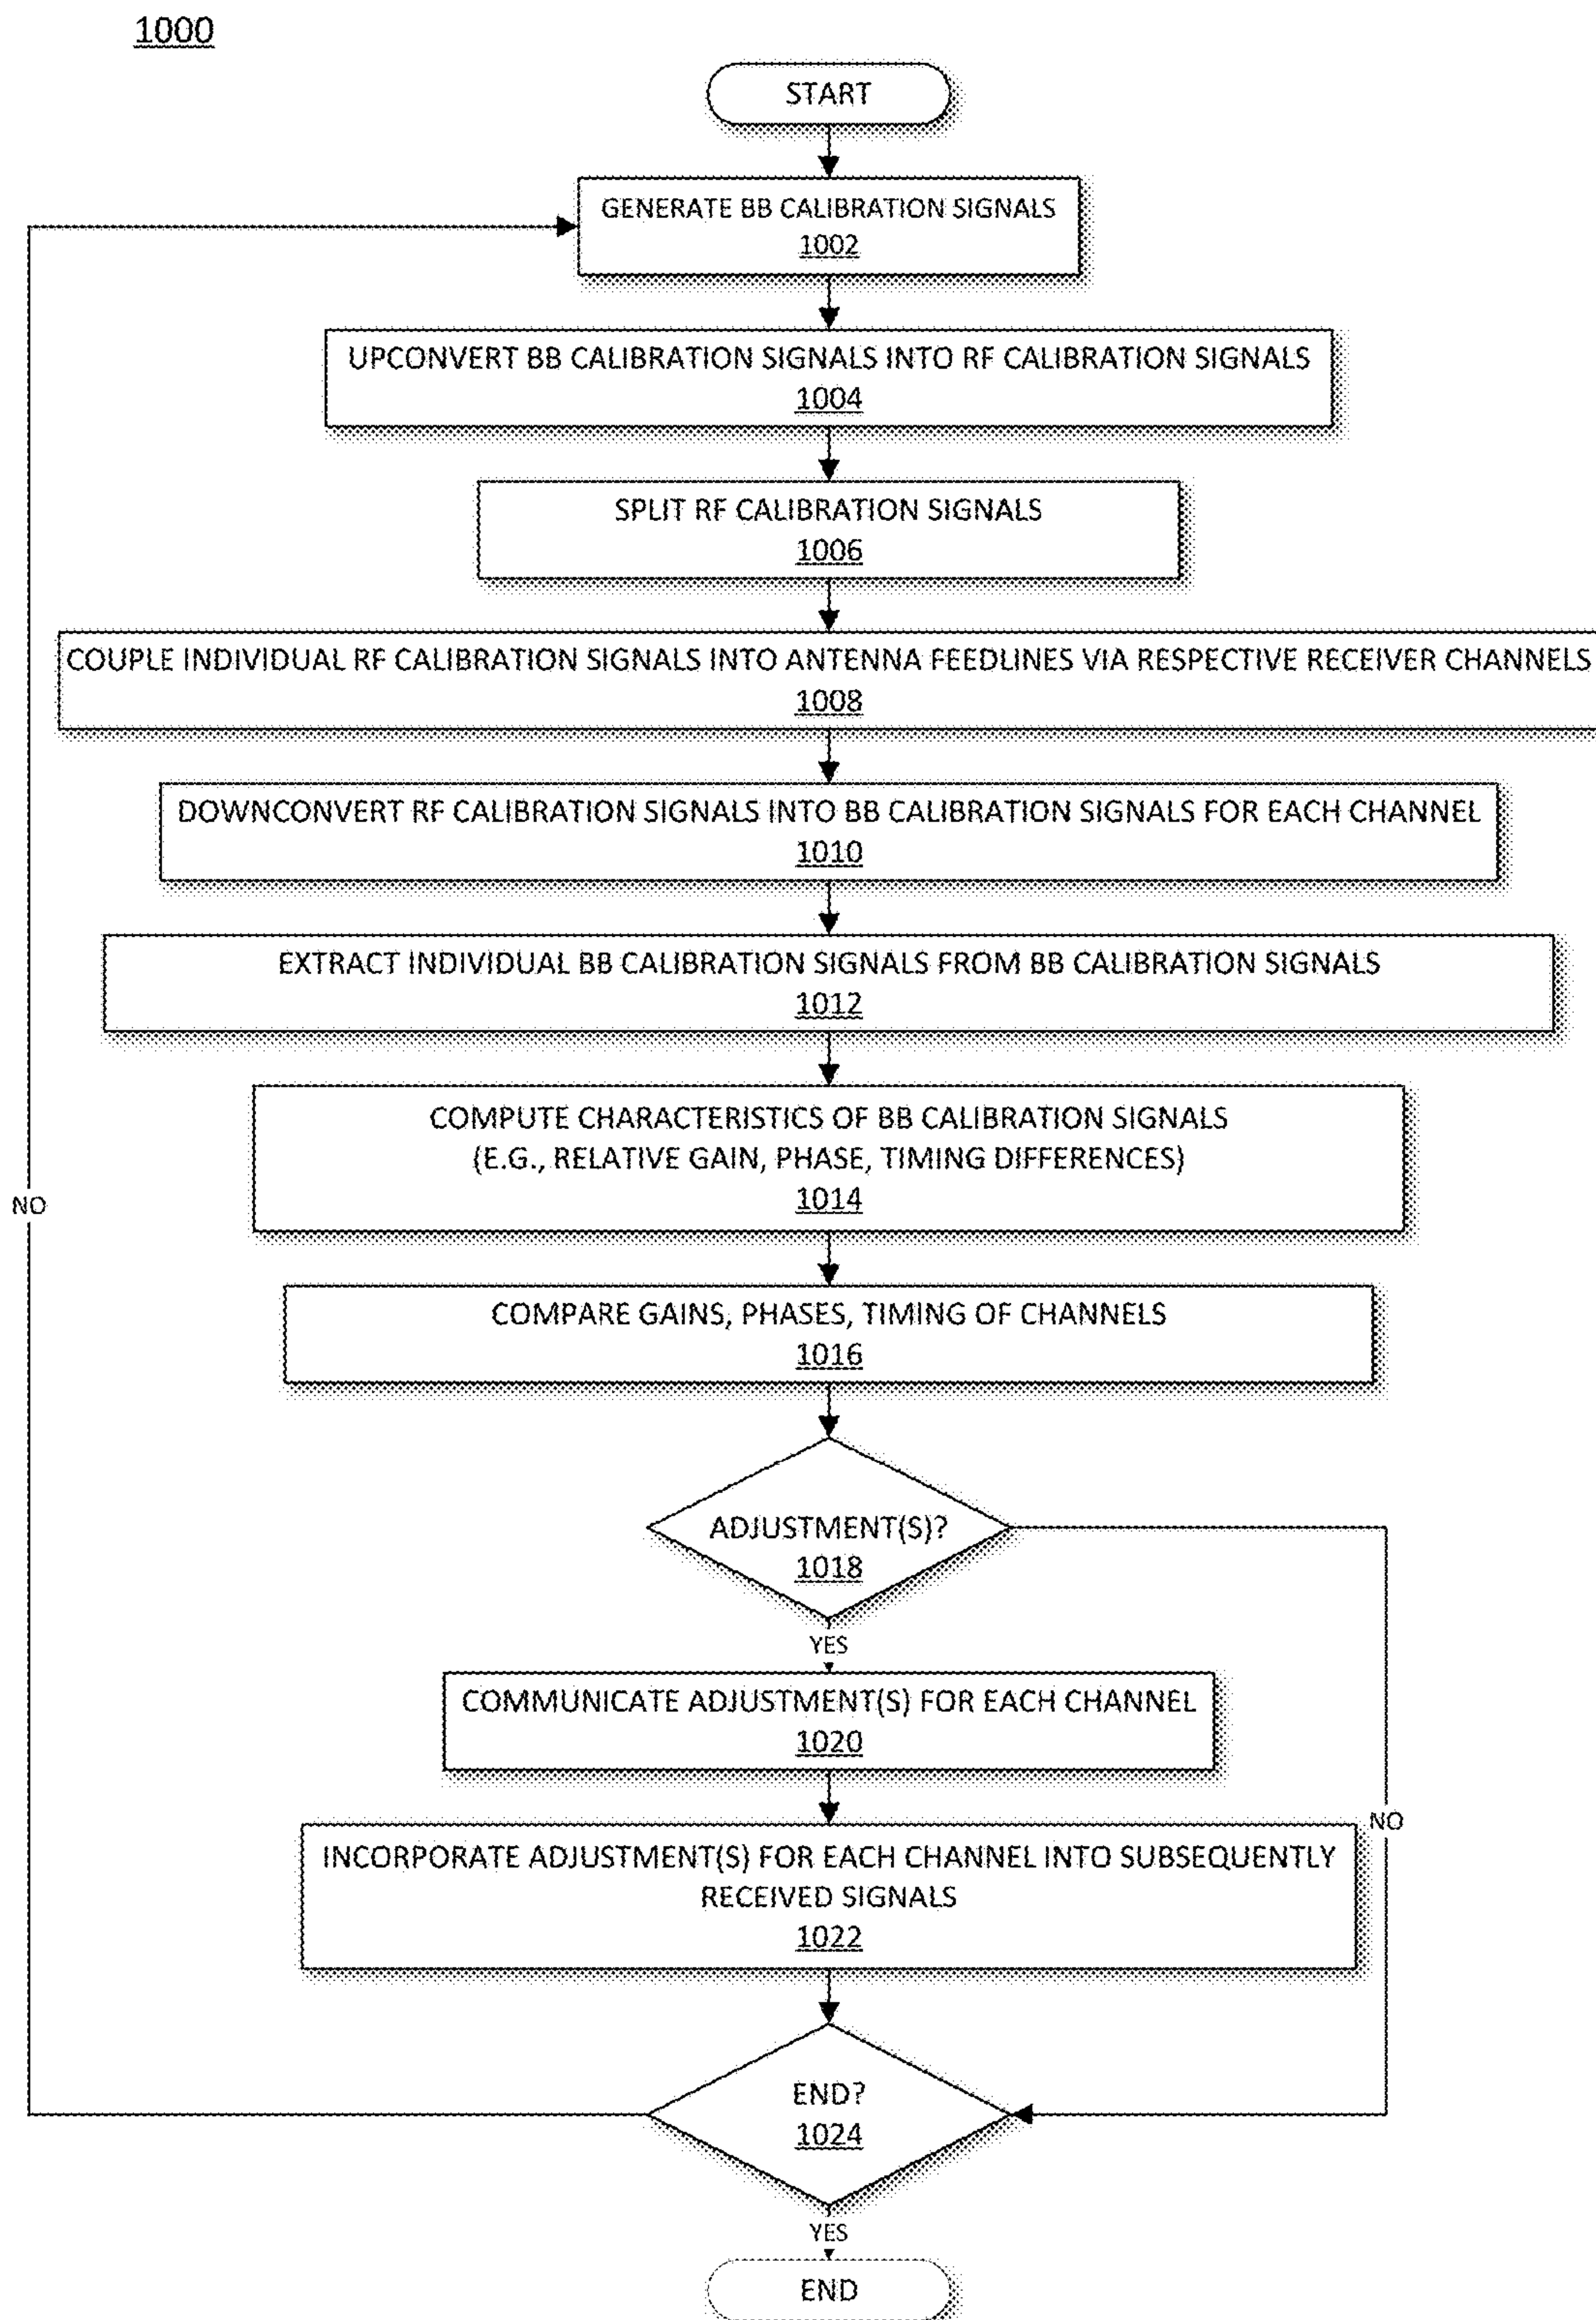 1000
START
GENERATE BB CALIBRATION SIGNALS
1002
UPCONVERT BB CALIBRATION SIGNALS INTO RF CALIBRATION SIGNALS
1004
SPLIT RF CALIBRATION SIGNALS
1006
COUPLE INDIVIDUAL RF CALIBRATION SIGNALS INTO ANTENNA FEEDLINES VIA RESPECTIVE RECEIVER CHANNELS
1008
DOWNCONVERT RF CALIBRATION SIGNALS INTO BB CALIBRATION SIGNALS FOR EACH CHANNEL
1010
EXTRACT INDIVIDUAL BB CALIBRATION SIGNALS FROM BB CALIBRATION SIGNALS
1012
COMPUTE CHARACTERISTICS OF BB CALIBRATION SIGNALS
(E.G., RELATIVE GAIN, PHASE, TIMING DIFFERENCES)
1014
NO
COMPARE GAINS, PHASES, TIMING OF CHANNELS
1016
ADJUSTMENT(S)?
1018
YES
COMMUNICATE ADJUSTMENT(S) FOR EACH CHANNEL
1020
NO
INCORPORATE ADJUSTMENT(S) FOR EACH CHANNEL INTO SUBSEQUENTLY
RECEIVED SIGNALS
1022
END?
1024
YES
END